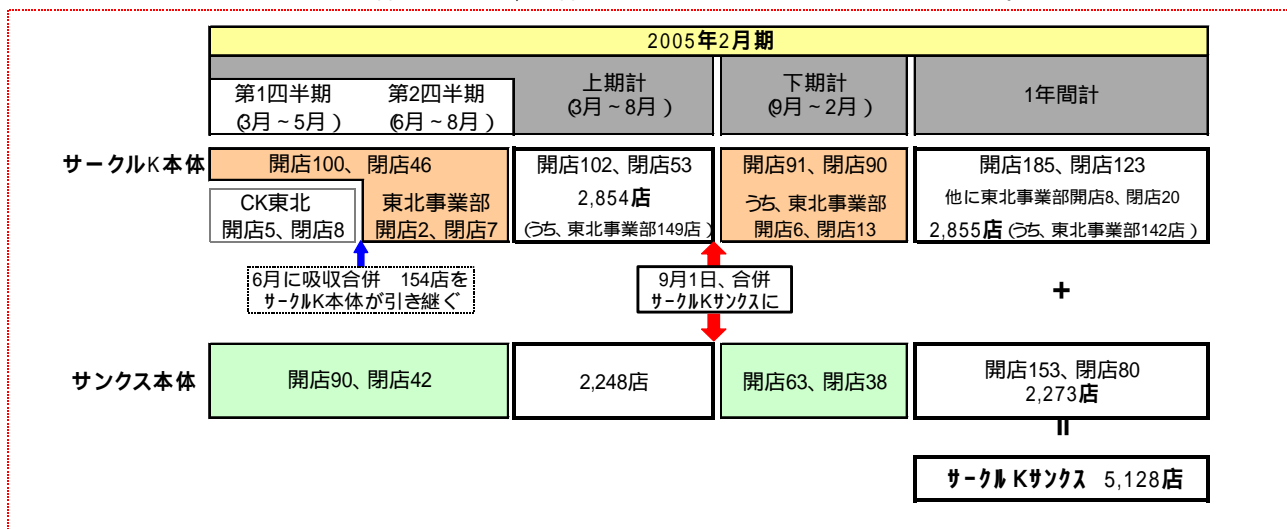 2005年2月期
第1四半期
(3月~5月)
第2四半期
(6月~8月)
上期計
(3月~8月)
下期計
(9月~2月)
1年間計
サークルK本体
開店100、閉店46
CK東北
開店5、閉店8
東北事業部
開店2、閉店7
開店102、閉店53
2,854店
(うち、東北事業部149店)
開店91、閉店90
うち、東北事業部
開店6、閉店13
開店185、閉店123
他に東北事業部開店8、閉店20
2,855店(うち、東北事業部142店)
6月に吸収合併 154店を
サークルK本体が引き継ぐ
9月1日、合併
サークルKサンクスに
+
サンクス本体
開店90、閉店42
2,248店
開店63、閉店38
開店153、閉店80
2,273店
=
サークルKサンクス 5,128店